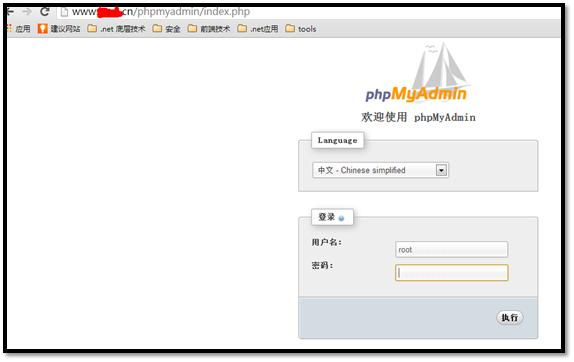 www.cn/phpmyadmin/index.php
应用 建议网站 .net 底层技术 安全 前端技术 .net应用 tools
phpMyAdmin
欢迎使用 phpMyAdmin
Language
中文 - Chinese simplified
登录
用户名:
root
密码:
执行